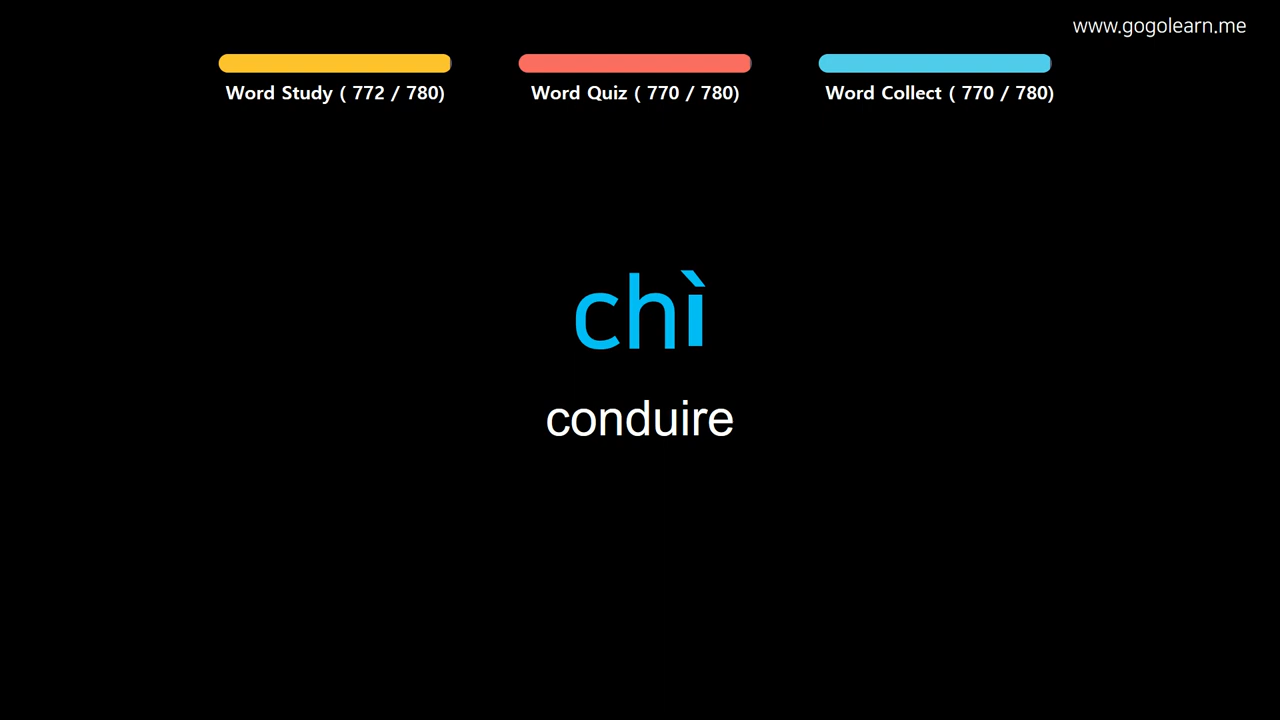 www.gogolearn.me
Word Study ( 772 / 780)
Word Quiz ( 770 / 780)
Word Collect ( 770 / 780)
chì
conduire